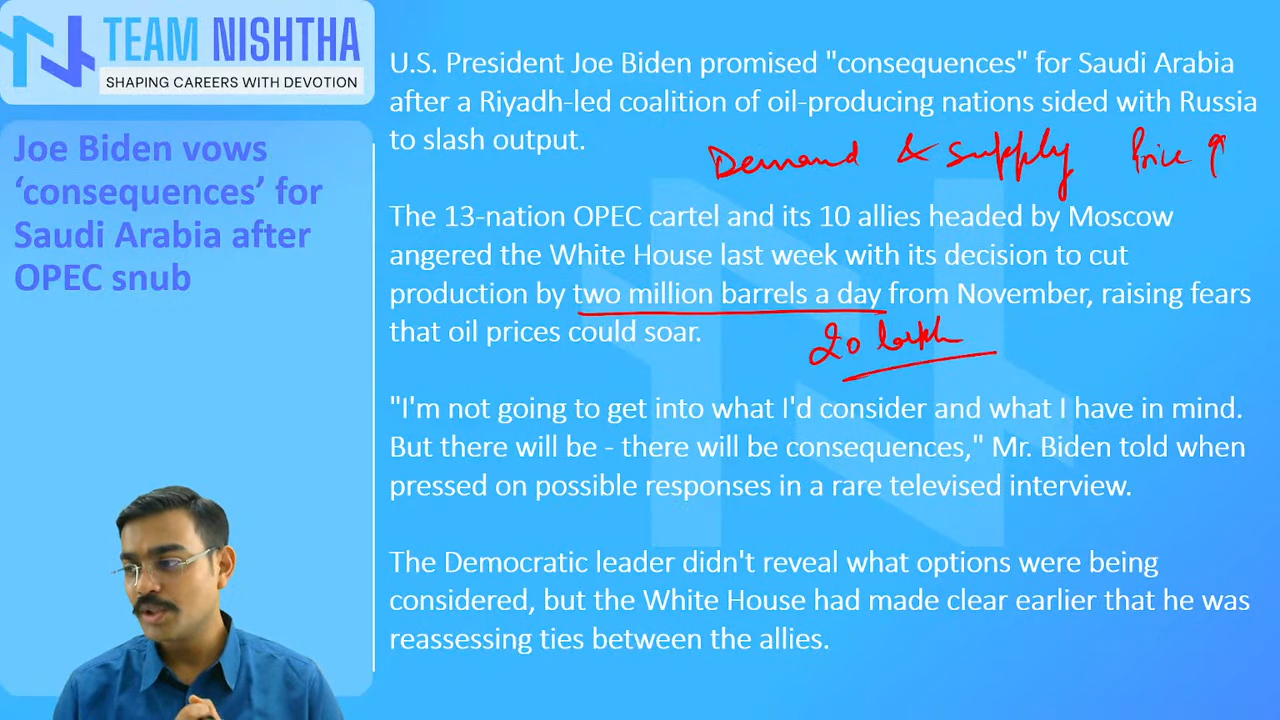 TEAM NISHTHA
SHAPING CAREERS WITH DEVOTION
Joe Biden vows
‘consequences’ for
Saudi Arabia after
OPEC snub
U.S. President Joe Biden promised "consequences" for Saudi Arabia
after a Riyadh-led coalition of oil-producing nations sided with Russia
to slash output.
Demand & Supply Price ↑
The 13-nation OPEC cartel and its 10 allies headed by Moscow
angered the White House last week with its decision to cut
production by two million barrels a day from November, raising fears
that oil prices could soar.
20 lakh
"I'm not going to get into what I'd consider and what I have in mind.
But there will be - there will be consequences," Mr. Biden told when
pressed on possible responses in a rare televised interview.
The Democratic leader didn't reveal what options were being
considered, but the White House had made clear earlier that he was
reassessing ties between the allies.